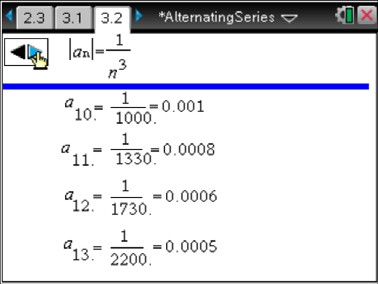 2.3 3.1 3.2 *AlternatingSeries
|an|= 1/n³
a10.= 1/1000. =0.001
a11.= 1/1330. =0.0008
a12.= 1/1730. =0.0006
a13.= 1/2200. =0.0005